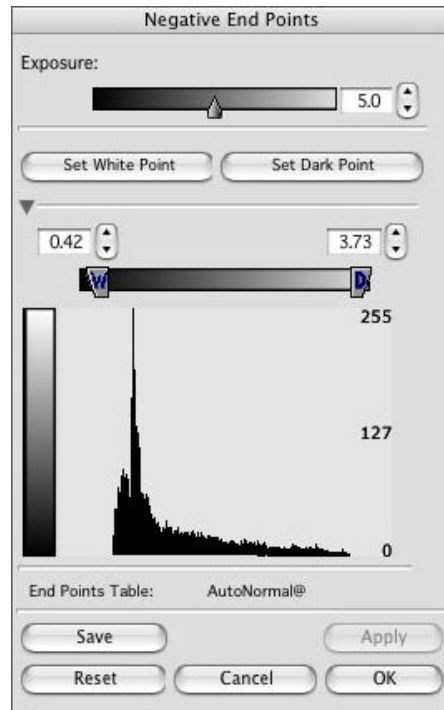 Negative End Points
Exposure:
5.0
Set White Point Set Dark Point
0.42 3.73
W D
255
127
0
End Points Table: AutoNormal@
Save Apply
Reset Cancel OK